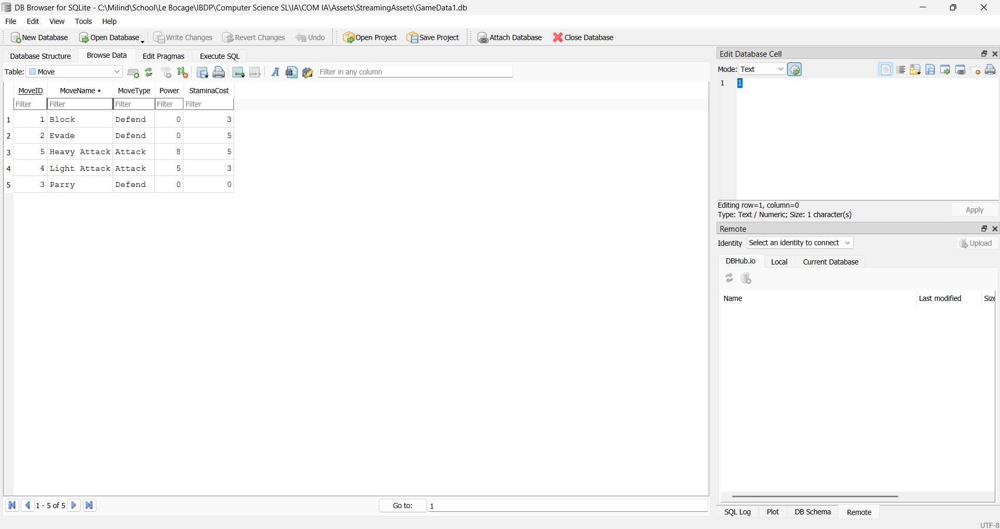 DB Browser for SQLite - C:\Milind\School\Le Bocage\IBDP\Computer Science SL\IA\COM IA\Assets\StreamingAssets\GameData1.db
File Edit View Tools Help
New Database Open Database Write Changes Revert Changes Undo Open Project Save Project Attach Database Close Database
Database Structure Browse Data Edit Pragmas Execute SQL
Table: Move Filter in any column
MoveID MoveName MoveType Power StaminaCost
Filter Filter Filter Filter Filter
1 1 Block Defend 0 3
2 2 Evade Defend 0 5
3 5 Heavy Attack Attack 8 5
4 4 Light Attack Attack 5 3
5 3 Parry Defend 0 0
1 - 5 of 5 Go to: 1
Edit Database Cell
Mode: Text
1 1
Editing row=1, column=0
Type: Text / Numeric; Size: 1 character(s)
Apply
Remote
Identity Select an identity to connect Upload
DBHub.io Local Current Database
Name Last modified Size
SQL Log Plot DB Schema Remote
UTF-8